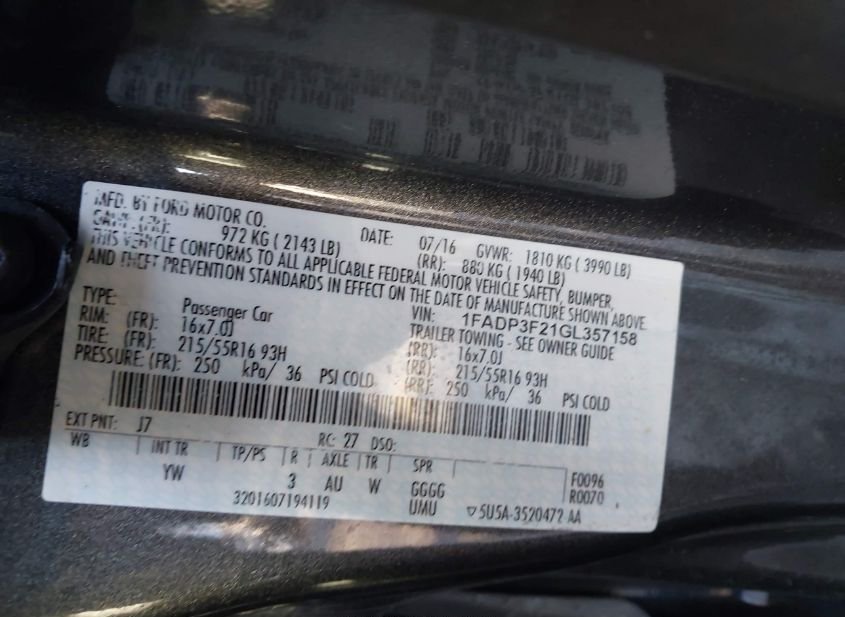 MFD. BY FORD MOTOR CO.
DATE: 07/16 GVWR: 1810 KG ( 3990 LB)
972 KG ( 2143 LB) (RR): 880 KG ( 1940 LB)
THIS VEHICLE CONFORMS TO ALL APPLICABLE FEDERAL MOTOR VEHICLE SAFETY, BUMPER,
AND THEFT PREVENTION STANDARDS IN EFFECT ON THE DATE OF MANUFACTURE SHOWN ABOVE.
VIN: 1FADP3F21GL357158
TYPE: Passenger Car TRAILER TOWING - SEE OWNER GUIDE
RIM: (FR): 16x7.0J (RR): 16x7.0J
TIRE: (FR): 215/55R16 93H (RR): 215/55R16 93H
PRESSURE: (FR): 250 kPa/ 36 PSI COLD (RR): 250 kPa/ 36 PSI COLD
EXT PNT: J7 RC: 27 DSO:
WB INT TR TP/PS R AXLE TR SPR F0096
YW 3 AU W GGGG R0070
3201607194119 UMU ▽5U5A-3520472 AA